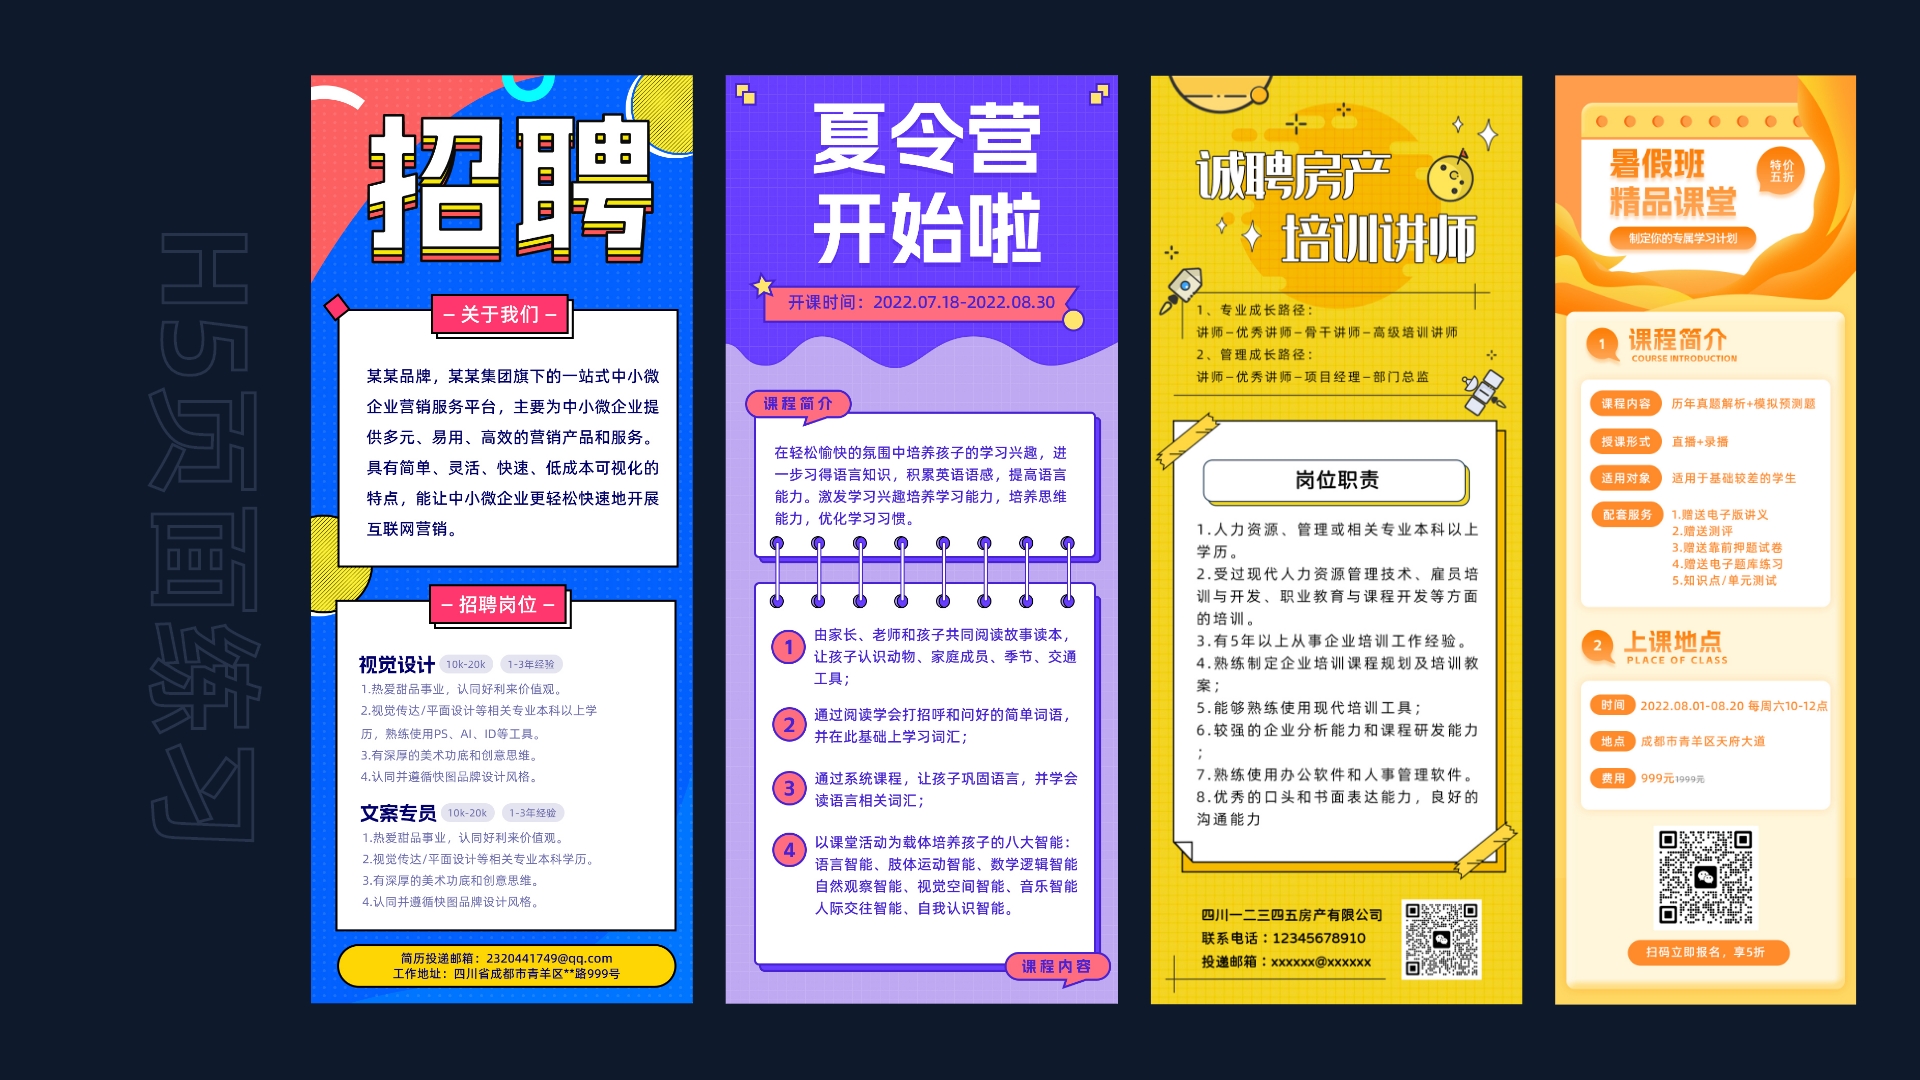 H5页面练习
招聘
– 关于我们 –
某某品牌，某某集团旗下的一站式中小微
企业营销服务平台，主要为中小微企业提
供多元、易用、高效的营销产品和服务。
具有简单、灵活、快速、低成本可视化的
特点，能让中小微企业更轻松快速地开展
互联网营销。
– 招聘岗位 –
视觉设计 10k-20k 1-3年经验
1.热爱甜品事业，认同好利来价值观。
2.视觉传达/平面设计等相关专业本科以上学
历，熟练使用PS、AI、ID等工具。
3.有深厚的美术功底和创意思维。
4.认同并遵循快图品牌设计风格。
文案专员 10k-20k 1-3年经验
1.热爱甜品事业，认同好利来价值观。
2.视觉传达/平面设计等相关专业本科学历。
3.有深厚的美术功底和创意思维。
4.认同并遵循快图品牌设计风格。
简历投递邮箱：2320441749@qq.com
工作地址：四川省成都市青羊区**路999号
夏令营
开始啦
开课时间：2022.07.18-2022.08.30
课程简介
在轻松愉快的氛围中培养孩子的学习兴趣，进
一步习得语言知识，积累英语语感，提高语言
能力。激发学习兴趣培养学习能力，培养思维
能力，优化学习习惯。
1
由家长、老师和孩子共同阅读故事读本，
让孩子认识动物、家庭成员、季节、交通
工具；
2
通过阅读学会打招呼和问好的简单词语，
并在此基础上学习词汇；
3
通过系统课程，让孩子巩固语言，并学会
读语言相关词汇；
4
以课堂活动为载体培养孩子的八大智能：
语言智能、肢体运动智能、数学逻辑智能
自然观察智能、视觉空间智能、音乐智能
人际交往智能、自我认识智能。
课程内容
诚聘房产
培训讲师
1、专业成长路径：
讲师–优秀讲师–骨干讲师–高级培训讲师
2、管理成长路径：
讲师–优秀讲师–项目经理–部门总监
岗位职责
1.人力资源、管理或相关专业本科以上
学历。
2.受过现代人力资源管理技术、雇员培
训与开发、职业教育与课程开发等方面
的培训。
3.有5年以上从事企业培训工作经验。
4.熟练制定企业培训课程规划及培训教
案；
5.能够熟练使用现代培训工具；
6.较强的企业分析能力和课程研发能力
；
7.熟练使用办公软件和人事管理软件。
8.优秀的口头和书面表达能力，良好的
沟通能力
四川一二三四五房产有限公司
联系电话：12345678910
投递邮箱：xxxxxx@xxxxxx
暑假班
精品课堂
特价
五折
制定你的专属学习计划
1 课程简介
COURSE INTRODUCTION
课程内容 历年真题解析+模拟预测题
授课形式 直播+录播
适用对象 适用于基础较差的学生
配套服务 1.赠送电子版讲义
2.赠送测评
3.赠送靠前押题试卷
4.赠送电子题库练习
5.知识点/单元测试
2 上课地点
PLACE OF CLASS
时间 2022.08.01-08.20 每周六10-12点
地点 成都市青羊区天府大道
费用 999元1999元
扫码立即报名，享5折